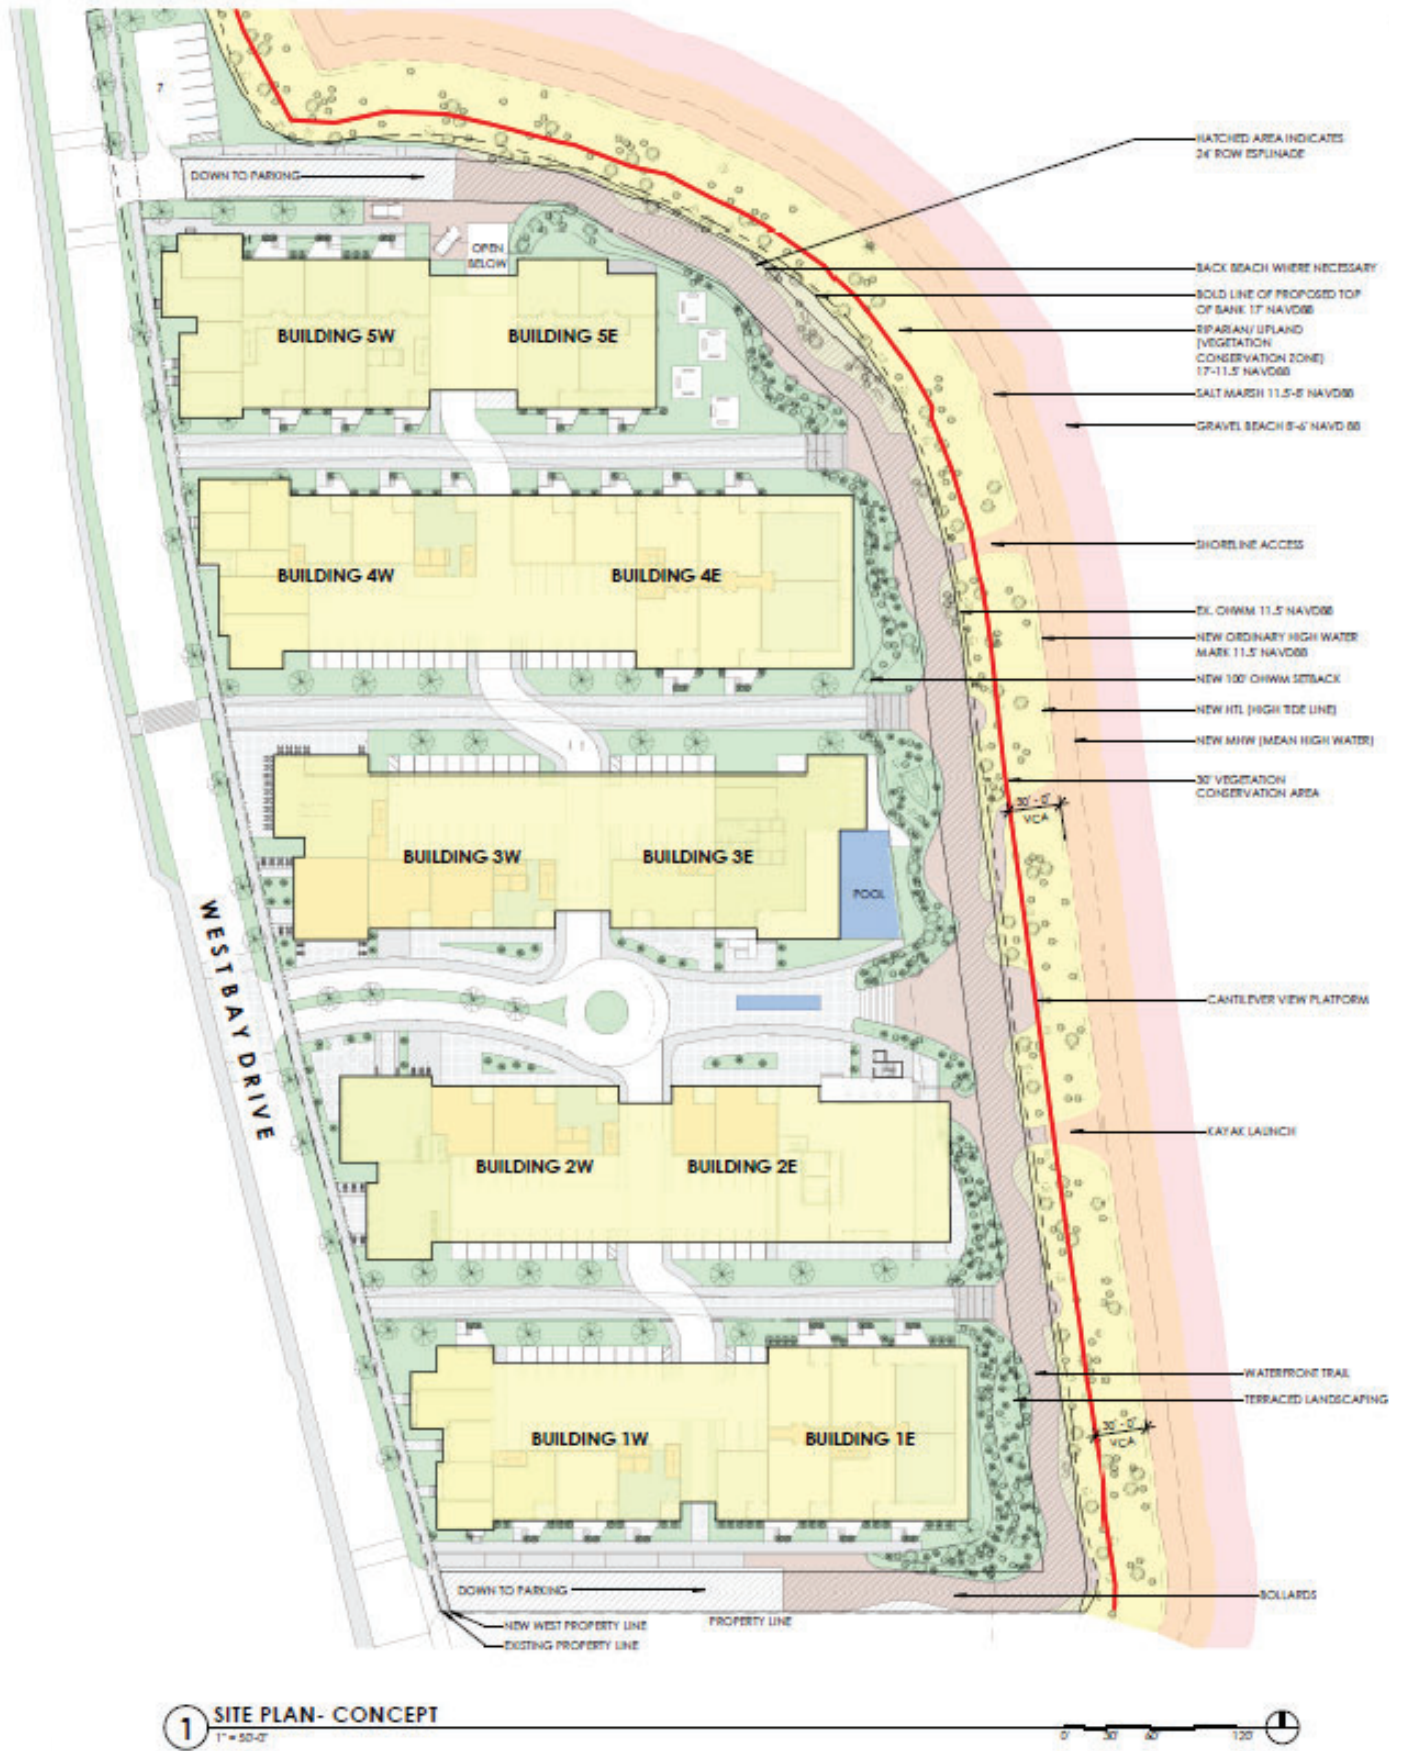 7
HATCHED AREA INDICATES
24' ROW ESPLINADE
DOWN TO PARKING
OPEN
BELOW
BACK BEACH WHERE NECESSARY
BOLD LINE OF PROPOSED TOP
OF BANK 17' NAVD88
RIPARIAN/ UPLAND
(VEGETATION
CONSERVATION ZONE)
17'-11.5' NAVD88
SALT MARSH 11.5'-8' NAVD88
GRAVEL BEACH 8'-6' NAVD 88
BUILDING 5W
BUILDING 5E
SHORELINE ACCESS
BUILDING 4W
BUILDING 4E
EX. OHWM 11.5' NAVD88
NEW ORDINARY HIGH WATER
MARK 11.5' NAVD88
NEW 100' OHWM SETBACK
NEW HTL (HIGH TIDE LINE)
NEW MHW (MEAN HIGH WATER)
30' VEGETATION
CONSERVATION AREA
30' - 0"
VCA
BUILDING 3W
BUILDING 3E
POOL
WESTBAY DRIVE
CANTILEVER VIEW PLATFORM
KAYAK LAUNCH
BUILDING 2W
BUILDING 2E
WATERFRONT TRAIL
TERRACED LANDSCAPING
30' - 0"
VCA
BUILDING 1W
BUILDING 1E
DOWN TO PARKING
BOLLARDS
NEW WEST PROPERTY LINE
PROPERTY LINE
EXISTING PROPERTY LINE
1
SITE PLAN- CONCEPT
1" = 50'-0"
0' 30' 60' 120'